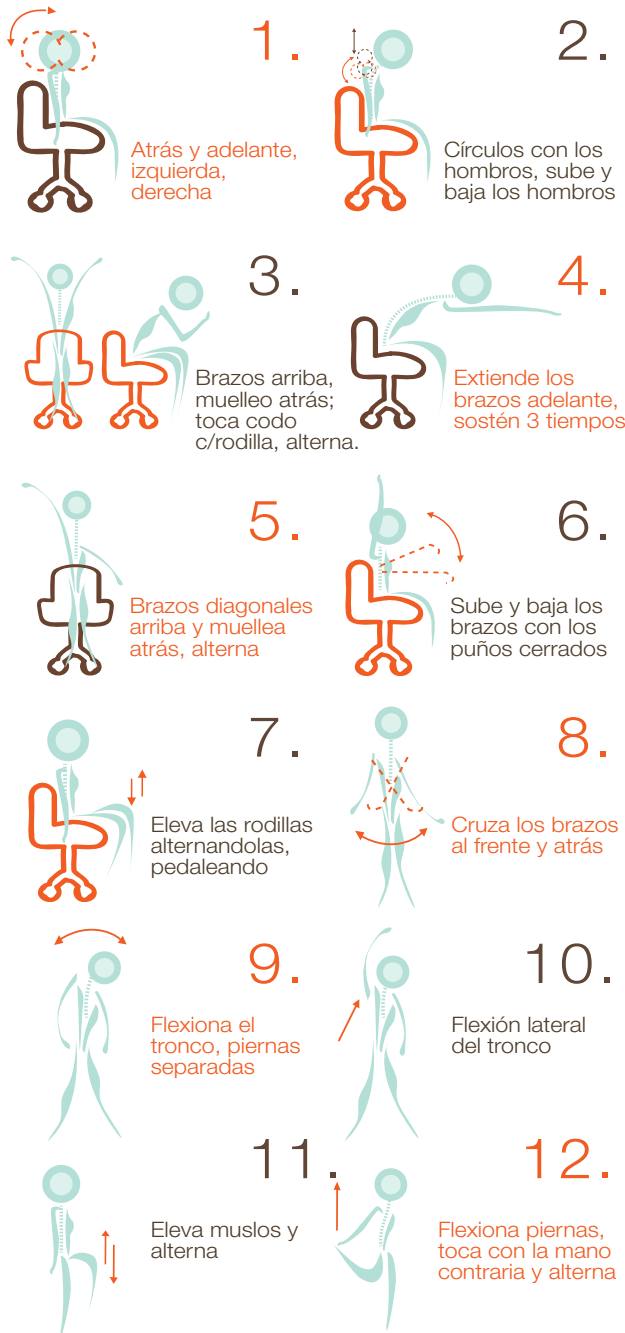 1.
Atrás y adelante,
izquierda,
derecha
2.
Círculos con los
hombros, sube y
baja los hombros
3.
Brazos arriba,
muelleo atrás;
toca codo
c/rodilla, alterna.
4.
Extiende los
brazos adelante,
sostén 3 tiempos
5.
Brazos diagonales
arriba y muellea
atrás, alterna
6.
Sube y baja los
brazos con los
puños cerrados
7.
Eleva las rodillas
alternandolas,
pedaleando
8.
Cruza los brazos
al frente y atrás
9.
Flexiona el
tronco, piernas
separadas
10.
Flexión lateral
del tronco
11.
Eleva muslos y
alterna
12.
Flexiona piernas,
toca con la mano
contraria y alterna